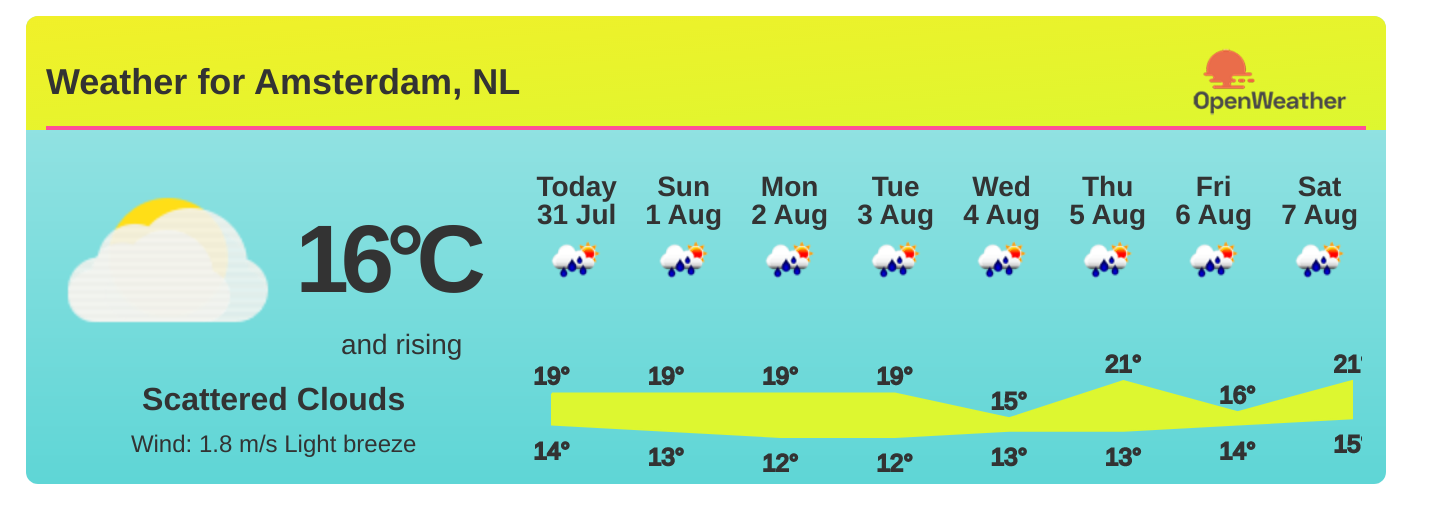 Weather for Amsterdam, NL
OpenWeather
16°C
and rising
Scattered Clouds
Wind: 1.8 m/s Light breeze
Today Sun Mon Tue Wed Thu Fri Sat
31 Jul 1 Aug 2 Aug 3 Aug 4 Aug 5 Aug 6 Aug 7 Aug
19° 19° 19° 19° 15° 21° 16° 21°
14° 13° 12° 12° 13° 13° 14° 15°